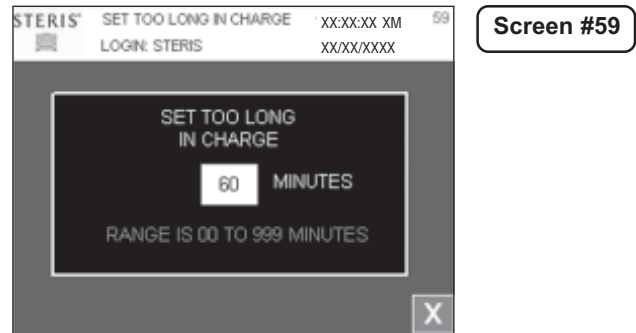 STERIS® SET TOO LONG IN CHARGE XX:XX:XX XM 59
LOGIN: STERIS XX/XX/XXXX
Screen #59
SET TOO LONG
IN CHARGE
60 MINUTES
RANGE IS 00 TO 999 MINUTES
X